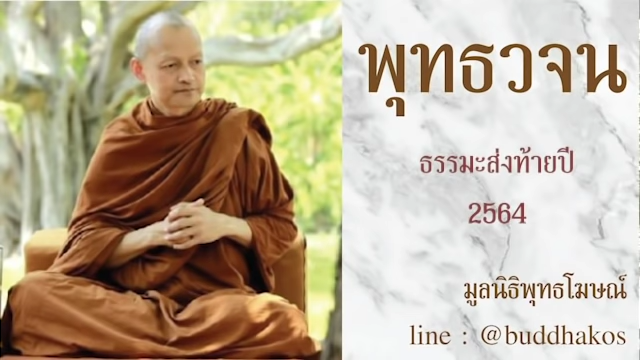 พุทธวจน
ธรรมะส่งท้ายปี
2564
มูลนิธิพุทธโฆษณ์
line : @buddhakos